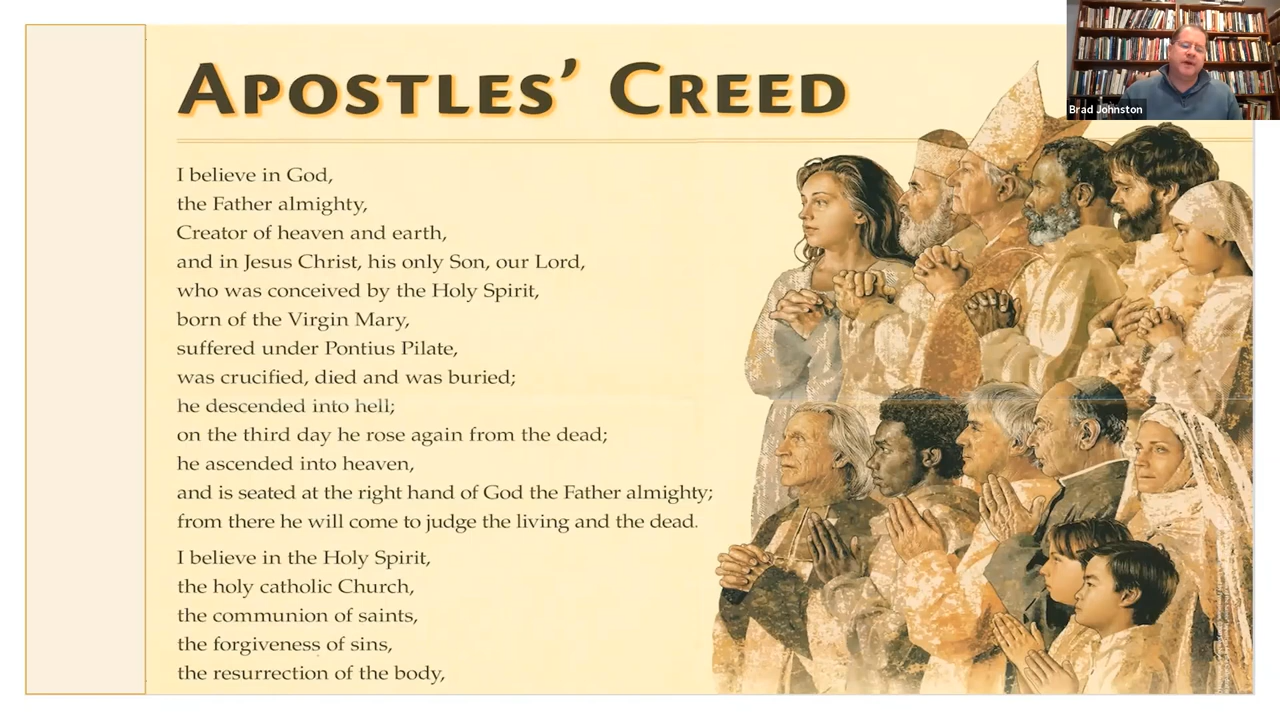 APOSTLES’ CREED
Brad Johnston
I believe in God,
the Father almighty,
Creator of heaven and earth,
and in Jesus Christ, his only Son, our Lord,
who was conceived by the Holy Spirit,
born of the Virgin Mary,
suffered under Pontius Pilate,
was crucified, died and was buried;
he descended into hell;
on the third day he rose again from the dead;
he ascended into heaven,
and is seated at the right hand of God the Father almighty;
from there he will come to judge the living and the dead.
I believe in the Holy Spirit,
the holy catholic Church,
the communion of saints,
the forgiveness of sins,
the resurrection of the body,